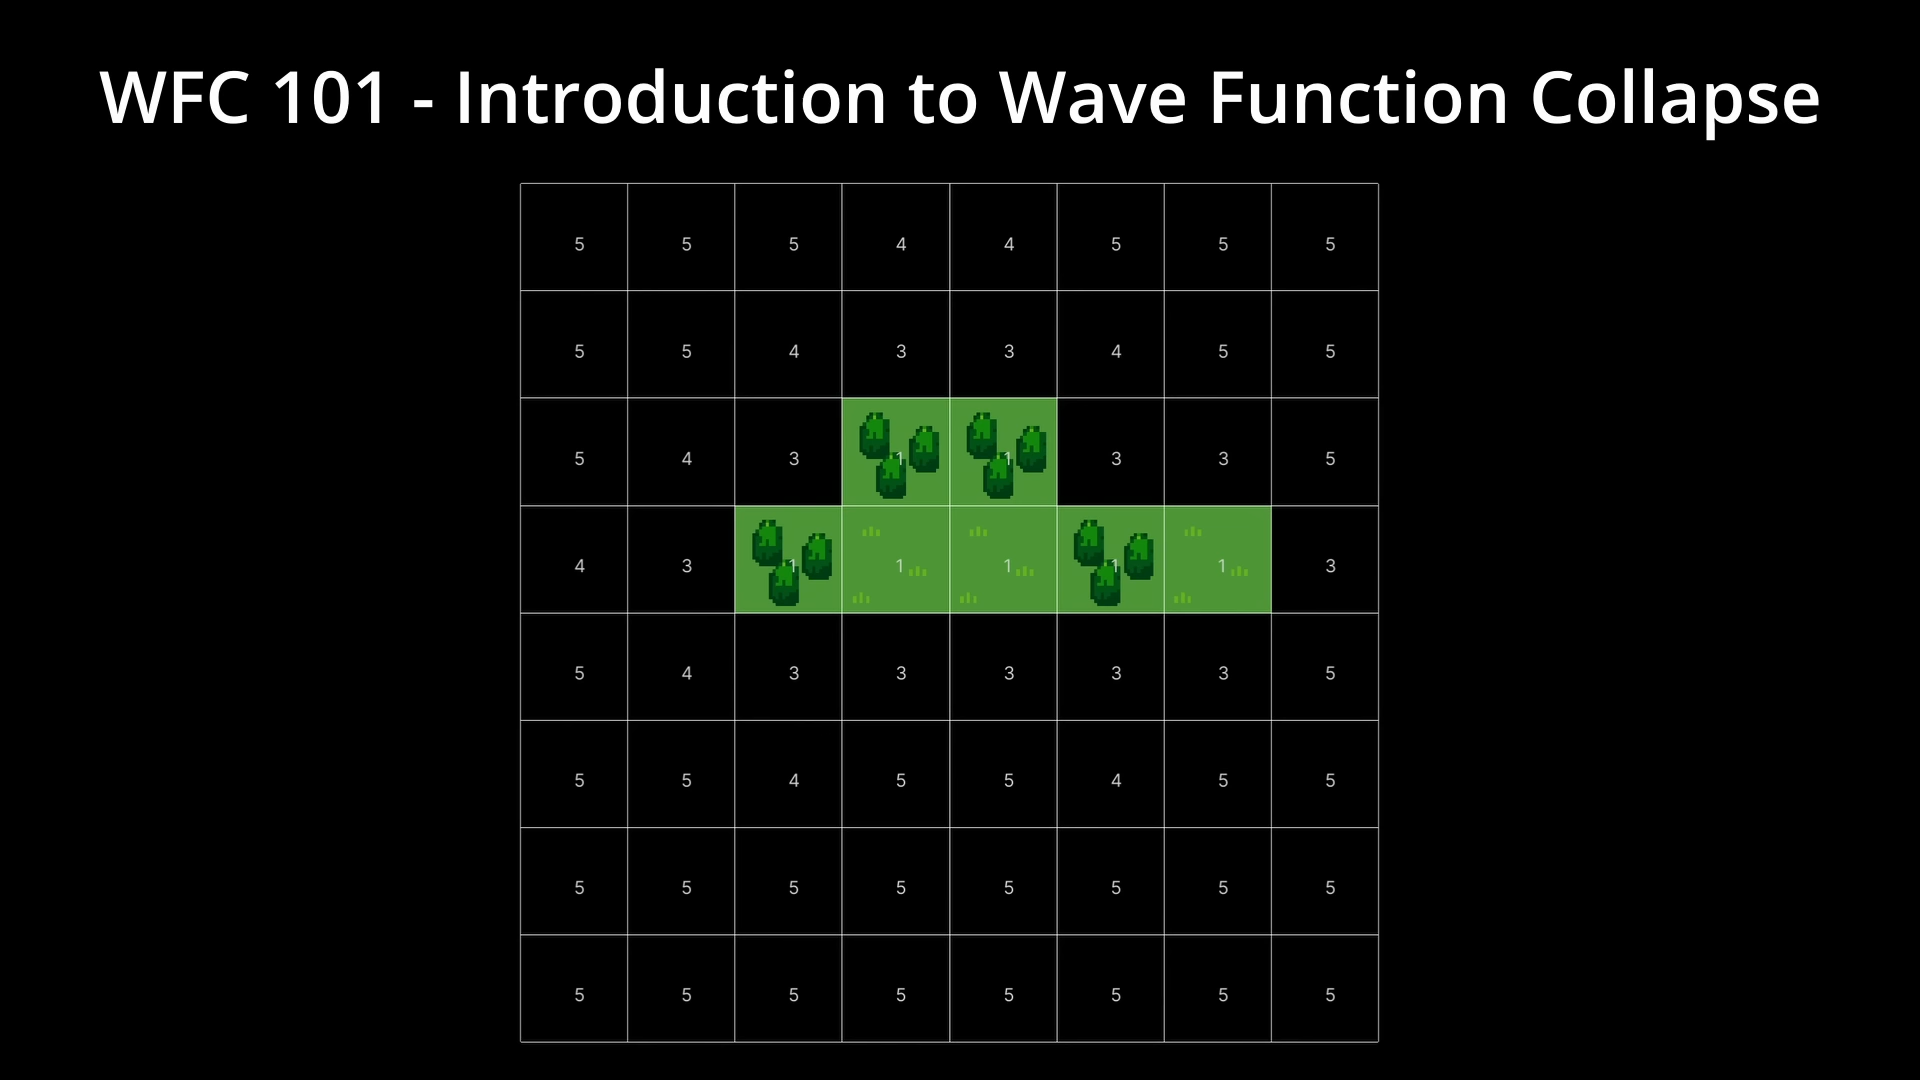 WFC 101 - Introduction to Wave Function Collapse
5 5 5 4 4 5 5 5
5 5 4 3 3 4 5 5
5 4 3 1 1 3 3 5
4 3 1 1 1 1 1 3
5 4 3 3 3 3 3 5
5 5 4 5 5 4 5 5
5 5 5 5 5 5 5 5
5 5 5 5 5 5 5 5